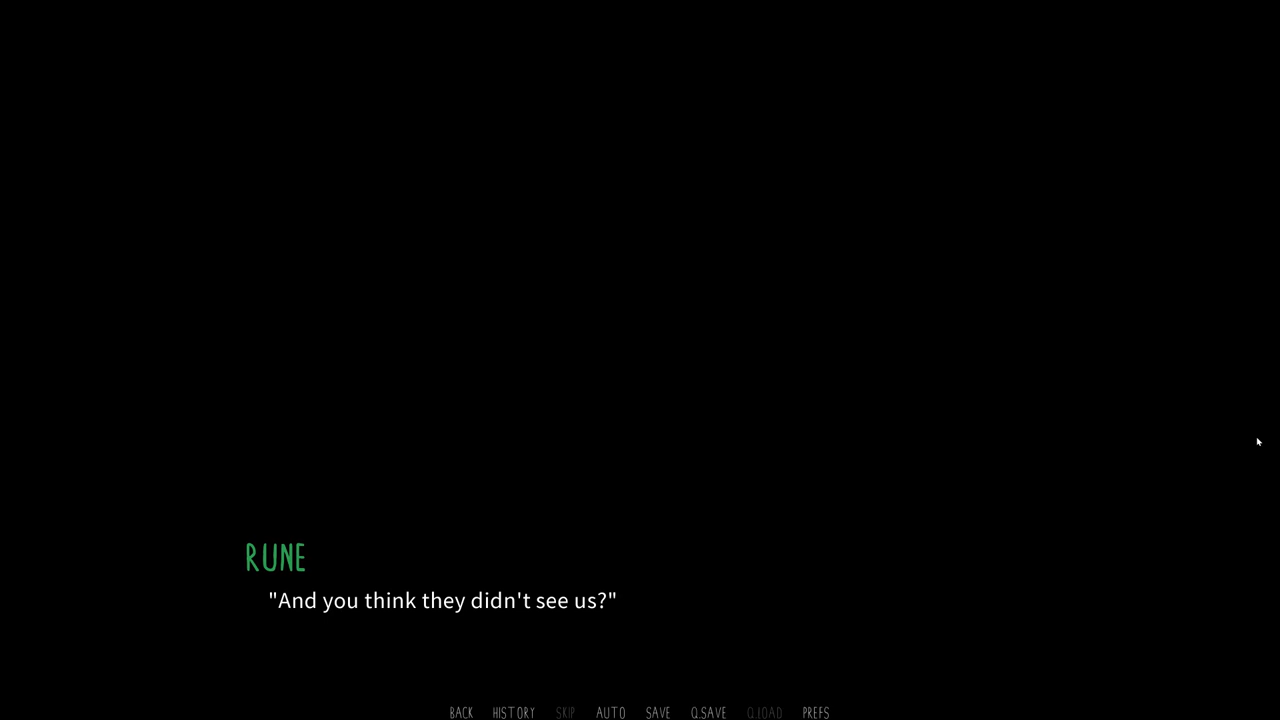 RUNE
"And you think they didn't see us?"
BACK HISTORY SKIP AUTO SAVE Q.SAVE Q.LOAD PREFS